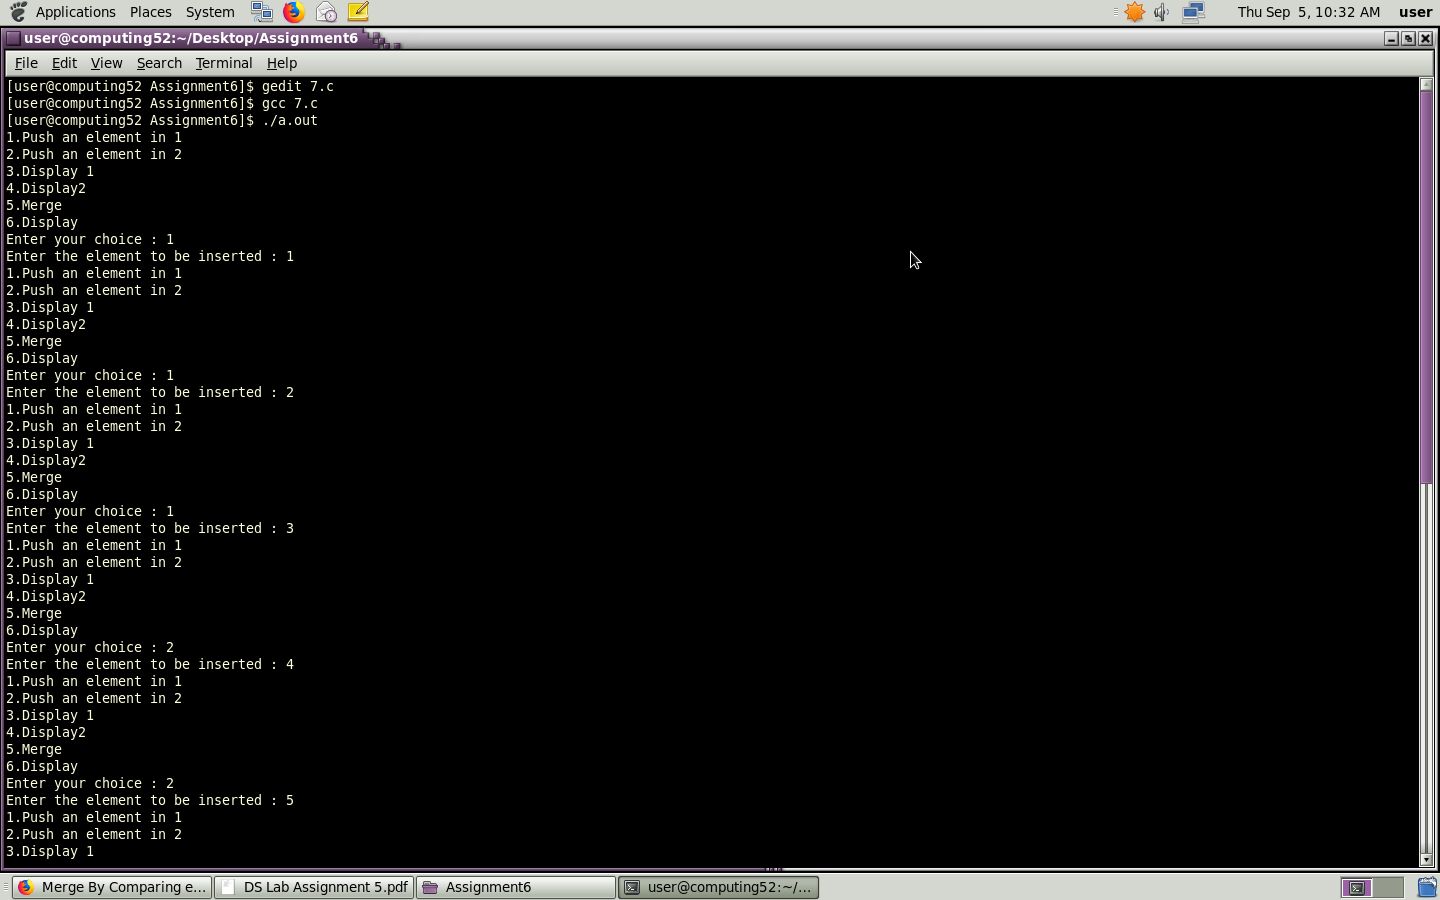 Applications Places System Thu Sep 5, 10:32 AM user
user@computing52:~/Desktop/Assignment6
File Edit View Search Terminal Help
[user@computing52 Assignment6]$ gedit 7.c
[user@computing52 Assignment6]$ gcc 7.c
[user@computing52 Assignment6]$ ./a.out
1.Push an element in 1
2.Push an element in 2
3.Display 1
4.Display2
5.Merge
6.Display
Enter your choice : 1
Enter the element to be inserted : 1
1.Push an element in 1
2.Push an element in 2
3.Display 1
4.Display2
5.Merge
6.Display
Enter your choice : 1
Enter the element to be inserted : 2
1.Push an element in 1
2.Push an element in 2
3.Display 1
4.Display2
5.Merge
6.Display
Enter your choice : 1
Enter the element to be inserted : 3
1.Push an element in 1
2.Push an element in 2
3.Display 1
4.Display2
5.Merge
6.Display
Enter your choice : 2
Enter the element to be inserted : 4
1.Push an element in 1
2.Push an element in 2
3.Display 1
4.Display2
5.Merge
6.Display
Enter your choice : 2
Enter the element to be inserted : 5
1.Push an element in 1
2.Push an element in 2
3.Display 1
Merge By Comparing e... DS Lab Assignment 5.pdf Assignment6 user@computing52:~/...